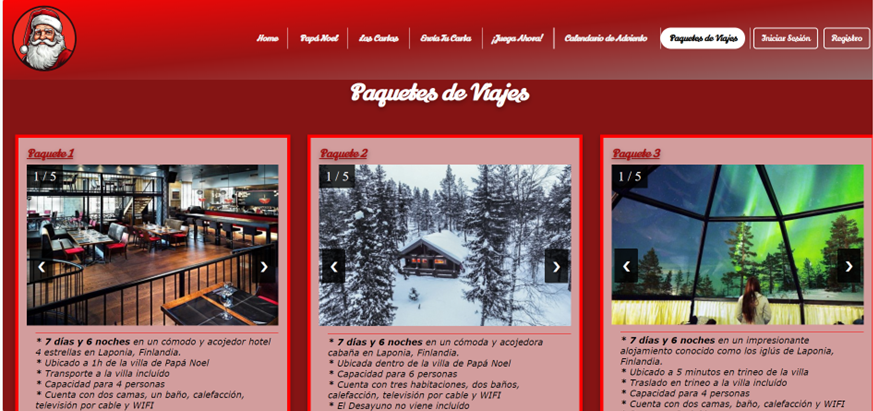 Home Papá Noel Las Cartas Envía Tu Carta ¡Juega Ahora! Calendario de Adviento Paquetes de Viajes Iniciar Sesión Registro
Paquetes de Viajes
Paquete 1
1 / 5
* 7 días y 6 noches en un cómodo y acojedor hotel
4 estrellas en Laponia, Finlandia.
* Ubicado a 1h de la villa de Papá Noel
* Transporte a la villa incluído
* Capacidad para 4 personas
* Cuenta con dos camas, un baño, calefacción,
televisión por cable y WIFI
Paquete 2
1 / 5
* 7 días y 6 noches en un cómoda y acojedora
cabaña en Laponia, Finlandia.
* Ubicada dentro de la villa de Papá Noel
* Capacidad para 6 personas
* Cuenta con tres habitaciones, dos baños,
calefacción, televisión por cable y WIFI
* El Desayuno no viene incluido
Paquete 3
1 / 5
* 7 días y 6 noches en un impresionante
alojamiento conocido como los iglús de Laponia,
Finlandia.
* Ubicado a 5 minutos en trineo de la villa
* Traslado en trineo a la villa incluido
* Capacidad para 4 personas
* Cuenta con dos camas, baño, calefacción y WIFI